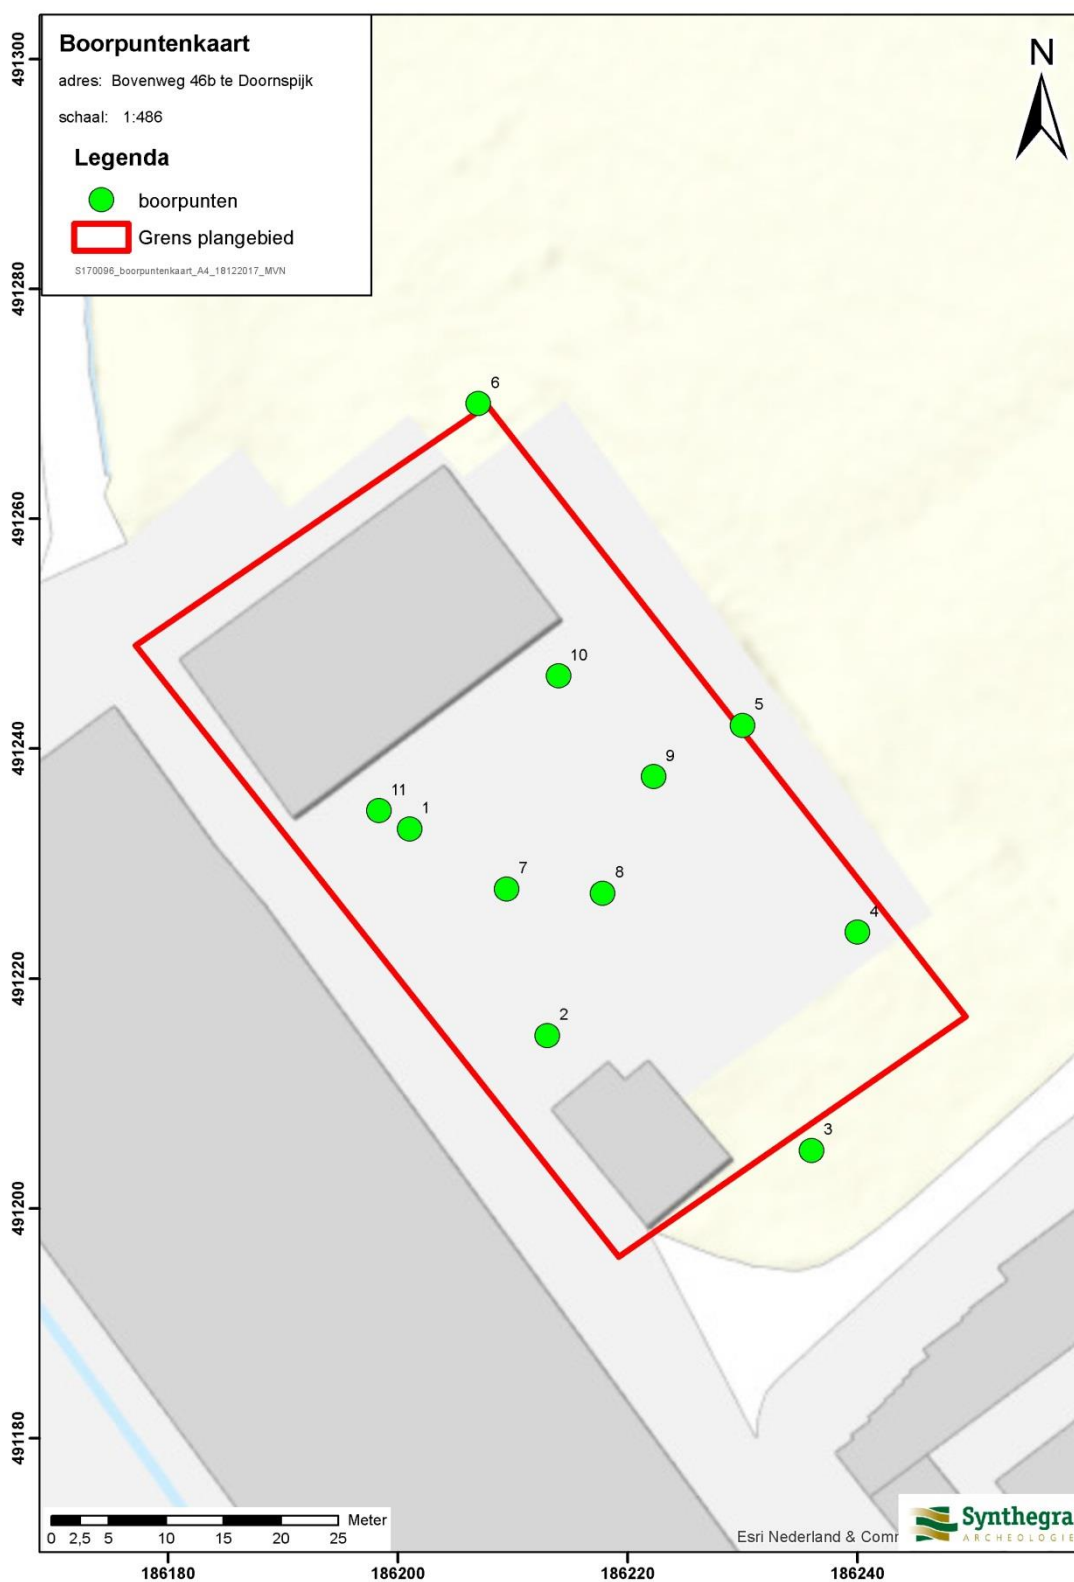 Boorpuntenkaart
adres: Bovenweg 46b te Doornspijk
schaal: 1:486
Legenda
boorpunten
Grens plangebied
S170096_boorpuntenkaart_A4_18122017_MVN
N
491300
491280
491260
491240
491220
491200
491180
6
10
5
9
11
1
7
8
4
2
3
Meter
0 2,5 5 10 15 20 25
Esri Nederland & Comm
Synthegra
ARCHEOLOGIE
186180 186200 186220 186240